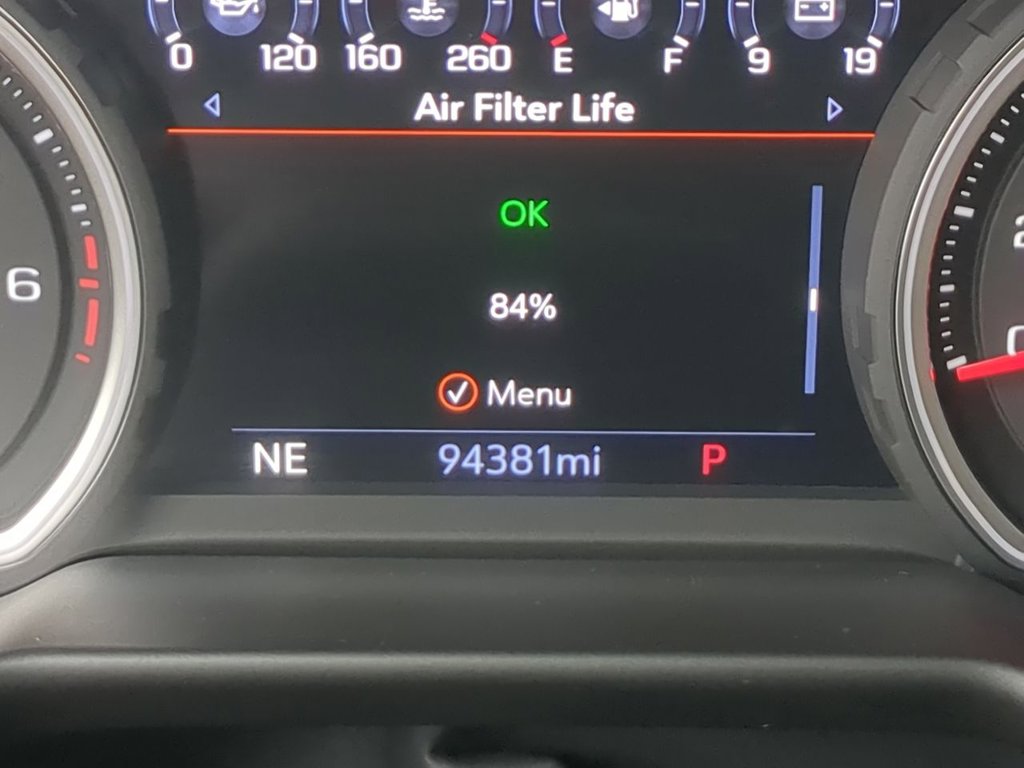 0 120 160 260 E F 9 19
Air Filter Life
OK
84%
6
Menu
NE 94381mi P